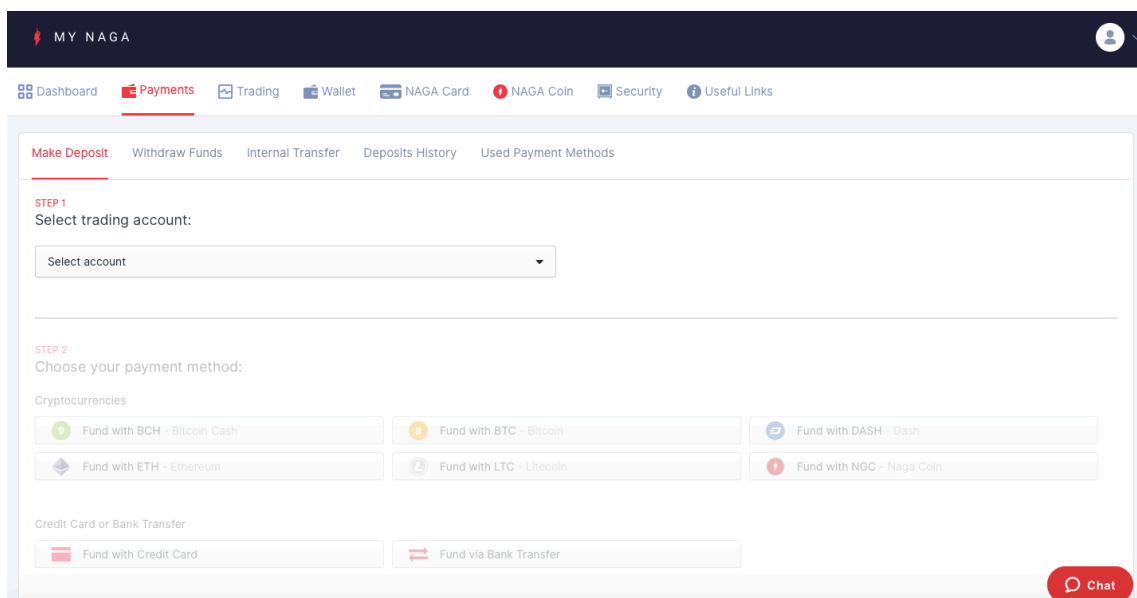 MY NAGA
Dashboard Payments Trading Wallet NAGA Card NAGA Coin Security Useful Links
Make Deposit Withdraw Funds Internal Transfer Deposits History Used Payment Methods
STEP 1
Select trading account:
Select account
STEP 2
Choose your payment method:
Cryptocurrencies
Fund with BCH - Bitcoin Cash Fund with BTC - Bitcoin Fund with DASH - Dash
Fund with ETH - Ethereum Fund with LTC - Litecoin Fund with NGC - Naga Coin
Credit Card or Bank Transfer
Fund with Credit Card Fund via Bank Transfer
Chat